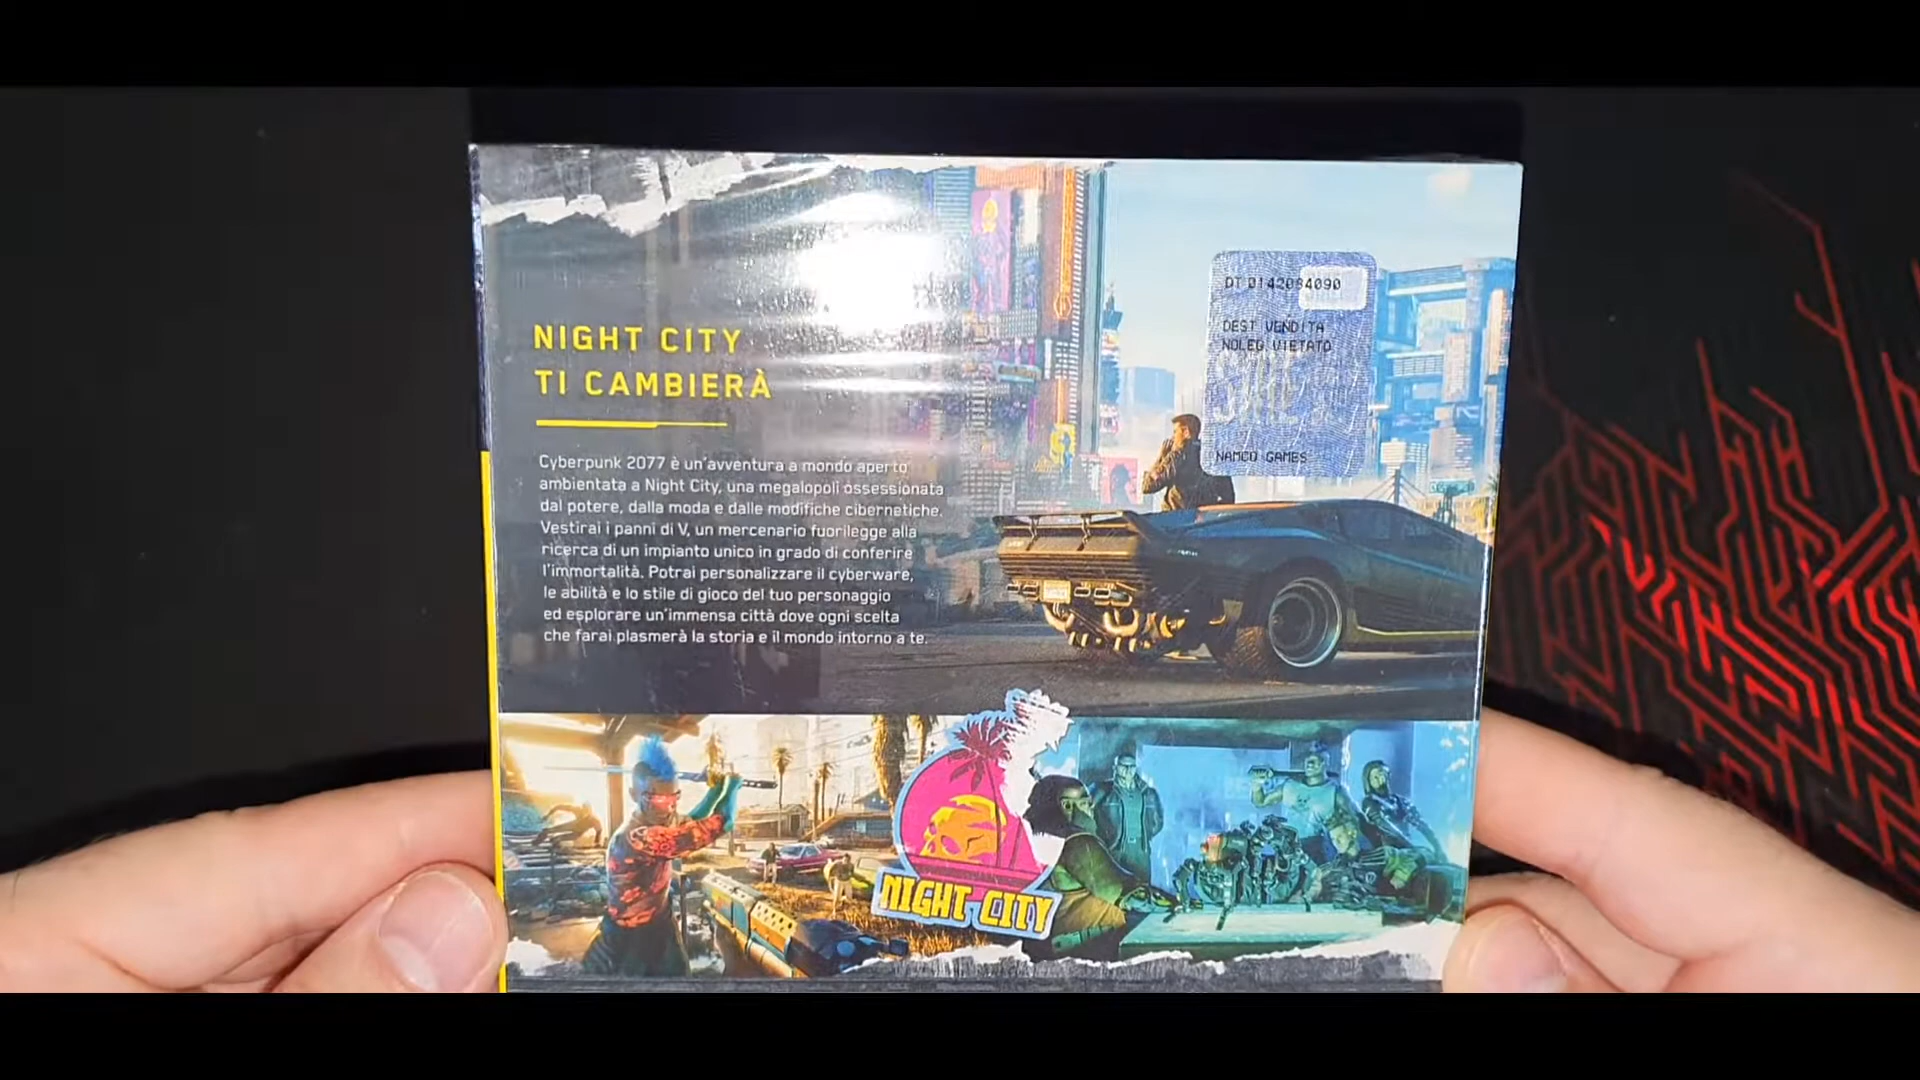 NIGHT CITY
TI CAMBIERÀ
Cyberpunk 2077 è un'avventura a mondo aperto
ambientata a Night City, una megalopoli ossessionata
dal potere, dalla moda e dalle modifiche cibernetiche.
Vestirai i panni di V, un mercenario fuorilegge alla
ricerca di un impianto unico in grado di conferire
l'immortalità. Potrai personalizzare il cyberware,
le abilità e lo stile di gioco del tuo personaggio
ed esplorare un'immensa città dove ogni scelta
che farai plasmerà la storia e il mondo intorno a te.
DT 0142084090
DEST VENDITA
NOLEG VIETATO
SIAE
NAMCO GAMES
NIGHT CITY